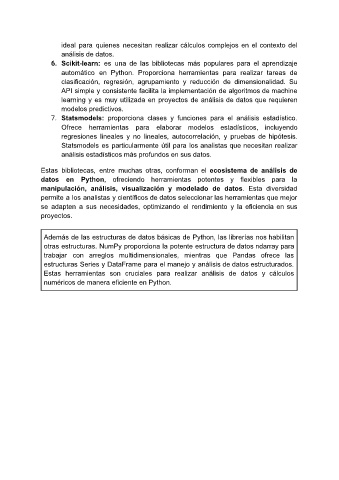 ideal para quienes necesitan realizar cálculos complejos en el contexto del
análisis de datos.
6. Scikit-learn: es una de las bibliotecas más populares para el aprendizaje
automático en Python. Proporciona herramientas para realizar tareas de
clasificación, regresión, agrupamiento y reducción de dimensionalidad. Su
API simple y consistente facilita la implementación de algoritmos de machine
learning y es muy utilizada en proyectos de análisis de datos que requieren
modelos predictivos.
7. Statsmodels: proporciona clases y funciones para el análisis estadístico.
Ofrece herramientas para elaborar modelos estadísticos, incluyendo
regresiones lineales y no lineales, autocorrelación, y pruebas de hipótesis.
Statsmodels es particularmente útil para los analistas que necesitan realizar
análisis estadísticos más profundos en sus datos.
Estas bibliotecas, entre muchas otras, conforman el ecosistema de análisis de
datos en Python, ofreciendo herramientas potentes y flexibles para la
manipulación, análisis, visualización y modelado de datos. Esta diversidad
permite a los analistas y científicos de datos seleccionar las herramientas que mejor
se adapten a sus necesidades, optimizando el rendimiento y la eficiencia en sus
proyectos.
Además de las estructuras de datos básicas de Python, las librerías nos habilitan
otras estructuras. NumPy proporciona la potente estructura de datos ndarray para
trabajar con arreglos multidimensionales, mientras que Pandas ofrece las
estructuras Series y DataFrame para el manejo y análisis de datos estructurados.
Estas herramientas son cruciales para realizar análisis de datos y cálculos
numéricos de manera eficiente en Python.